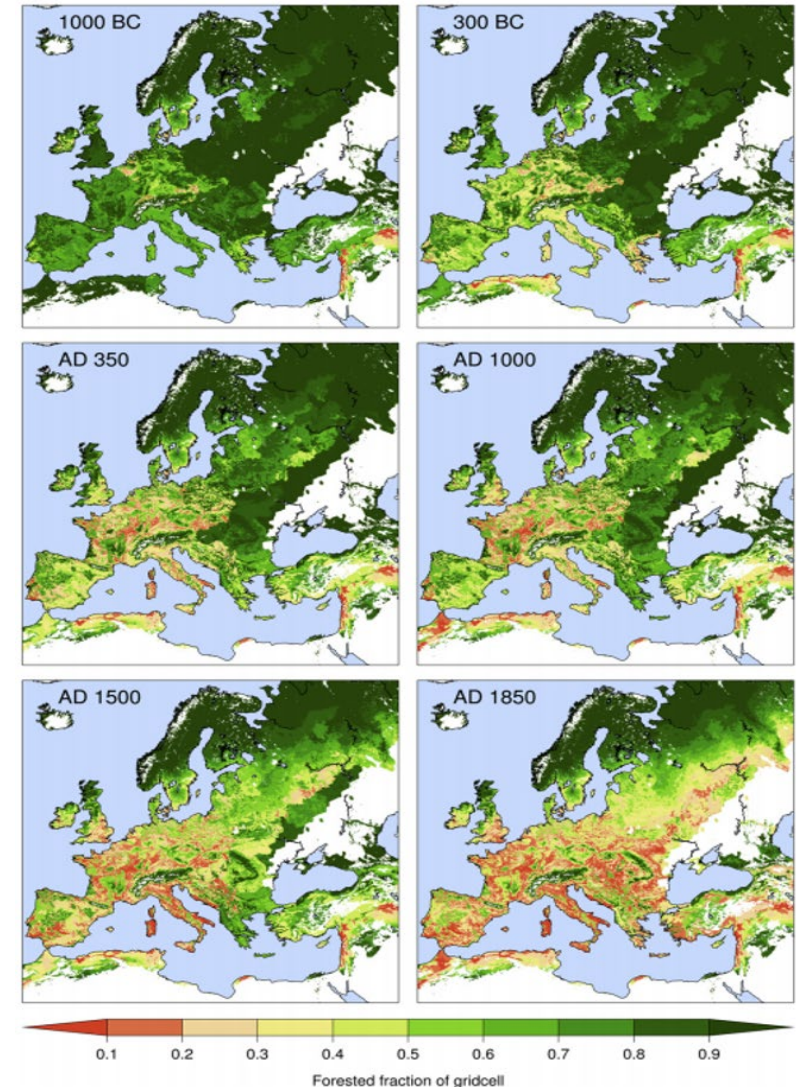 1000 BC
300 BC
AD 350
AD 1000
AD 1500
AD 1850
0.1 0.2 0.3 0.4 0.5 0.6 0.7 0.8 0.9
Forested fraction of gridcell